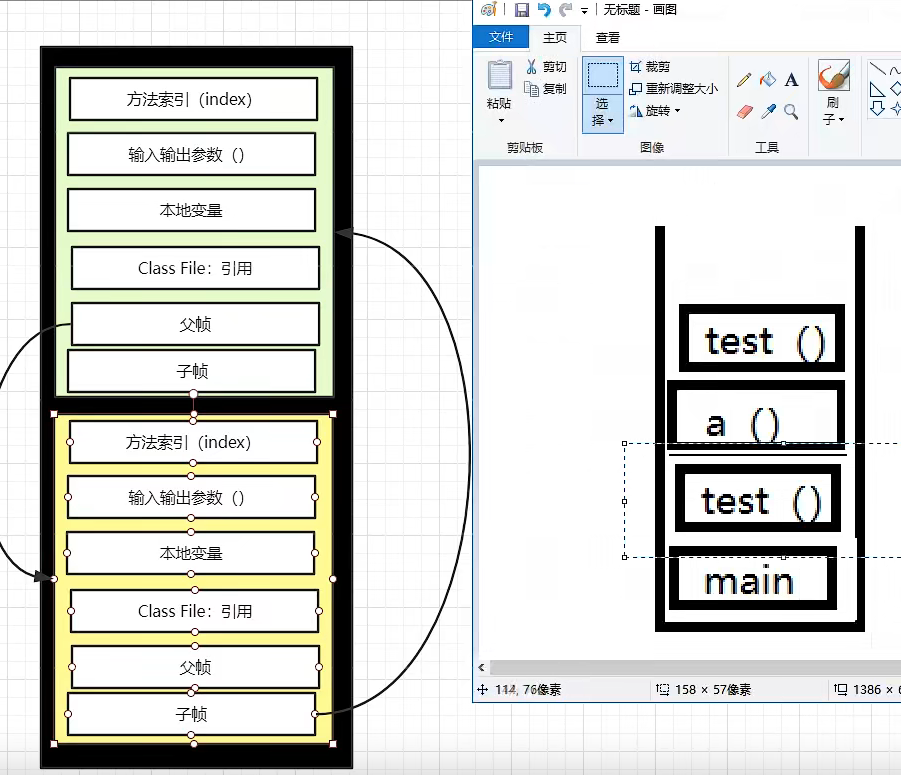 方法索引（index）
输入输出参数（）
本地变量
Class File：引用
父帧
子帧
方法索引（index）
输入输出参数（）
本地变量
Class File：引用
父帧
子帧
无标题 - 画图
文件
主页
查看
粘贴
剪切
复制
剪贴板
选
择
裁剪
重新调整大小
旋转
图像
A
工具
刷
子
test （）
a （）
test （）
main
114, 76像素
158 × 57像素
1386 ×